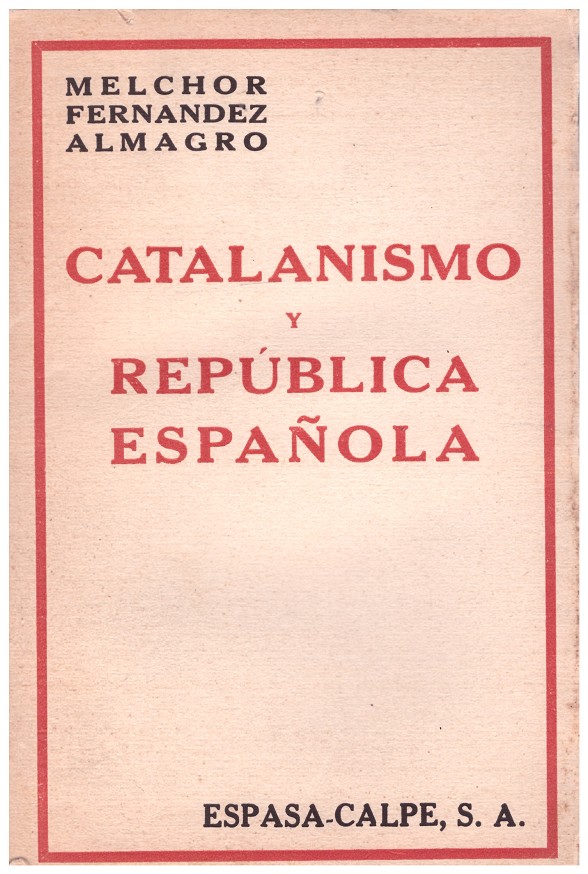 MELCHOR
FERNANDEZ
ALMAGRO
CATALANISMO
Y
REPÚBLICA
ESPAÑOLA
ESPASA-CALPE, S. A.